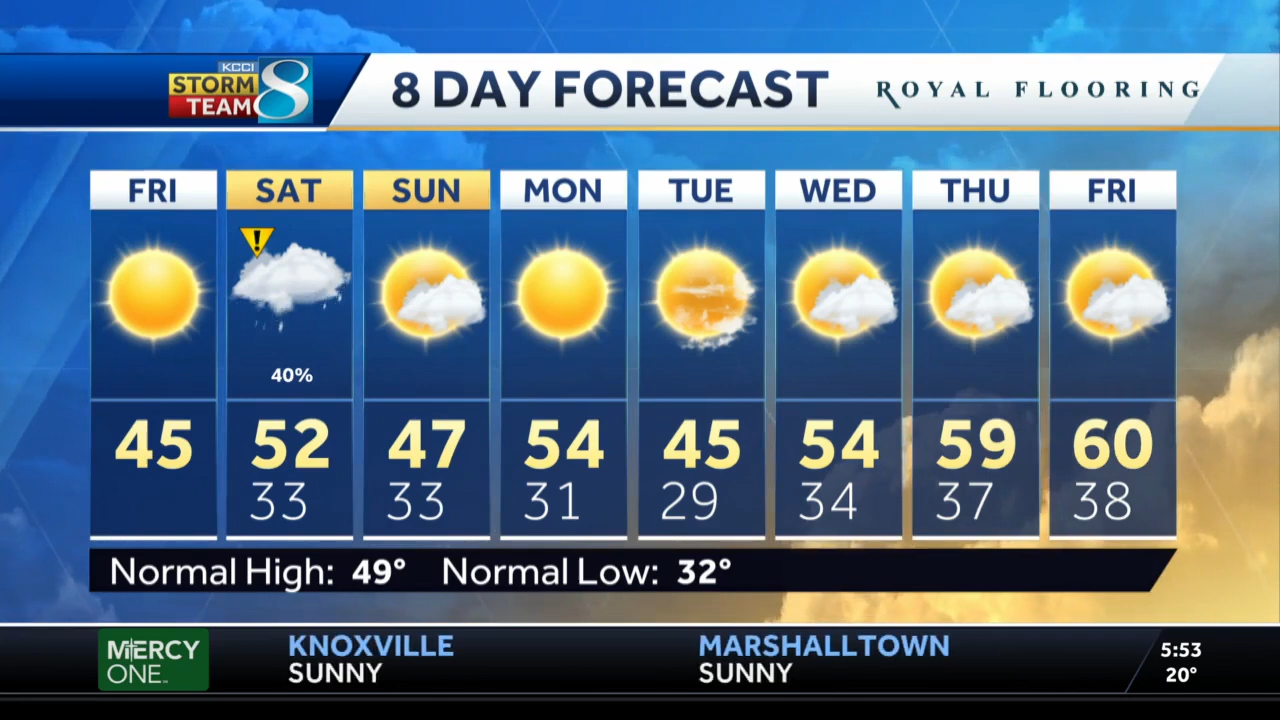 KCCI
STORM
TEAM 8
8 DAY FORECAST
ROYAL FLOORING
FRI SAT SUN MON TUE WED THU FRI
!
40%
45 52 47 54 45 54 59 60
33 33 31 29 34 37 38
Normal High: 49° Normal Low: 32°
MERCY
ONE
KNOXVILLE
SUNNY
MARSHALLTOWN
SUNNY
5:53
20°